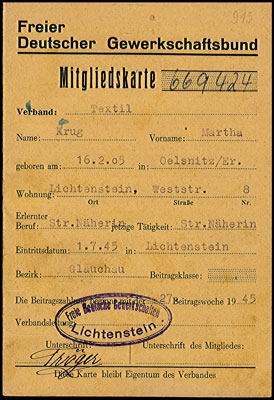 913
Freier
Deutscher Gewerkschaftsbund
Mitgliedskarte 669424
Verband: Textil
Name: Krug Vorname: Martha
geboren am: 16.2.05 in: Oelsnitz/Er.
Wohnung: Lichtenstein, Weststr. 8
Ort Straße Nr.
Erlernter
Beruf: Str.Näherin jetzige Tätigkeit: Str.Näherin
Eintrittsdatum: 1.7.45 in: Lichtenstein
Bezirk: Glauchau Beitragsklasse:
Die Beitragszahlung beginnt mit der 27 Beitragswoche 1945
Verbandsleitung
Freie Deutsche Gewerkschaften
Lichtenstein
Unterschrift: Unterschrift des Mitgliedes:
Diese Karte bleibt Eigentum des Verbandes